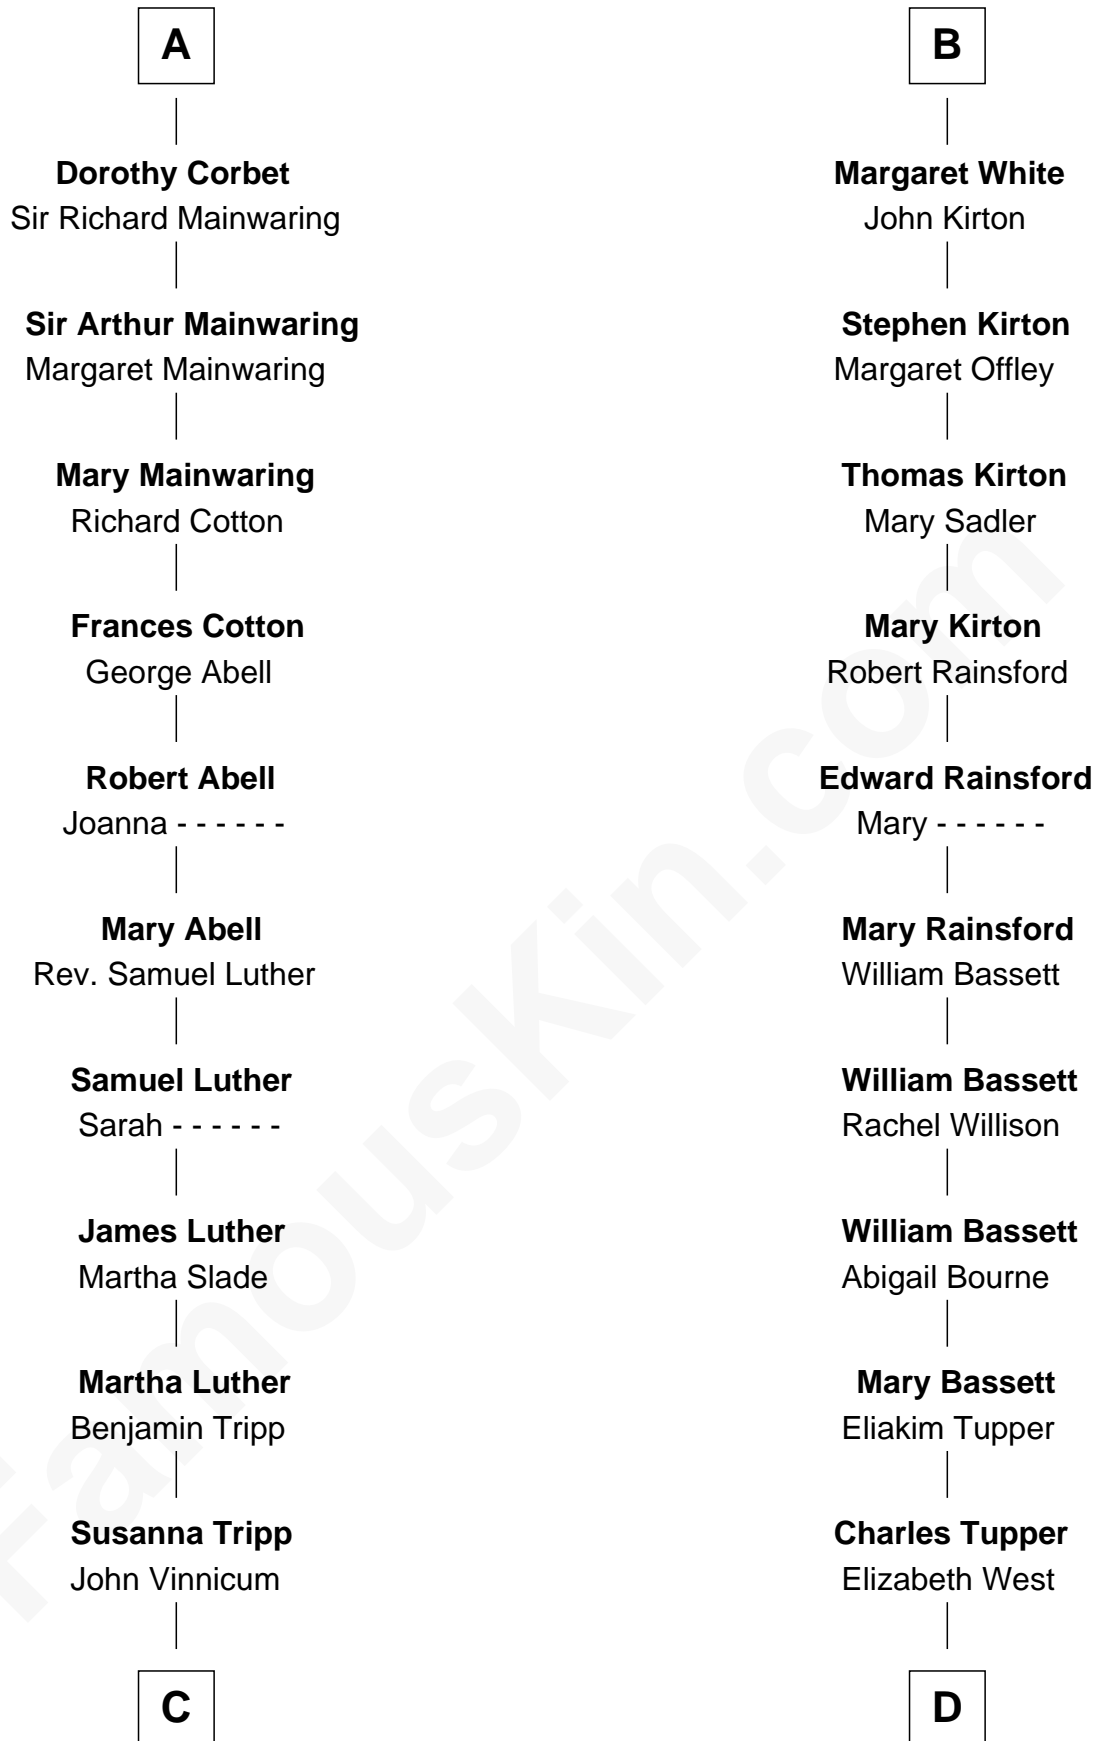 A
Dorothy Corbet
Sir Richard Mainwaring
Sir Arthur Mainwaring
Margaret Mainwaring
Mary Mainwaring
Richard Cotton
Frances Cotton
George Abell
Robert Abell
Joanna - - - - - -
Mary Abell
Rev. Samuel Luther
Samuel Luther
Sarah - - - - - -
James Luther
Martha Slade
Martha Luther
Benjamin Tripp
Susanna Tripp
John Vinnicum
C
B
Margaret White
John Kirton
Stephen Kirton
Margaret Offley
Thomas Kirton
Mary Sadler
Mary Kirton
Robert Rainsford
Edward Rainsford
Mary - - - - - -
Mary Rainsford
William Bassett
William Bassett
Rachel Willison
William Bassett
Abigail Bourne
Mary Bassett
Eliakim Tupper
Charles Tupper
Elizabeth West
D
FamousKin.com